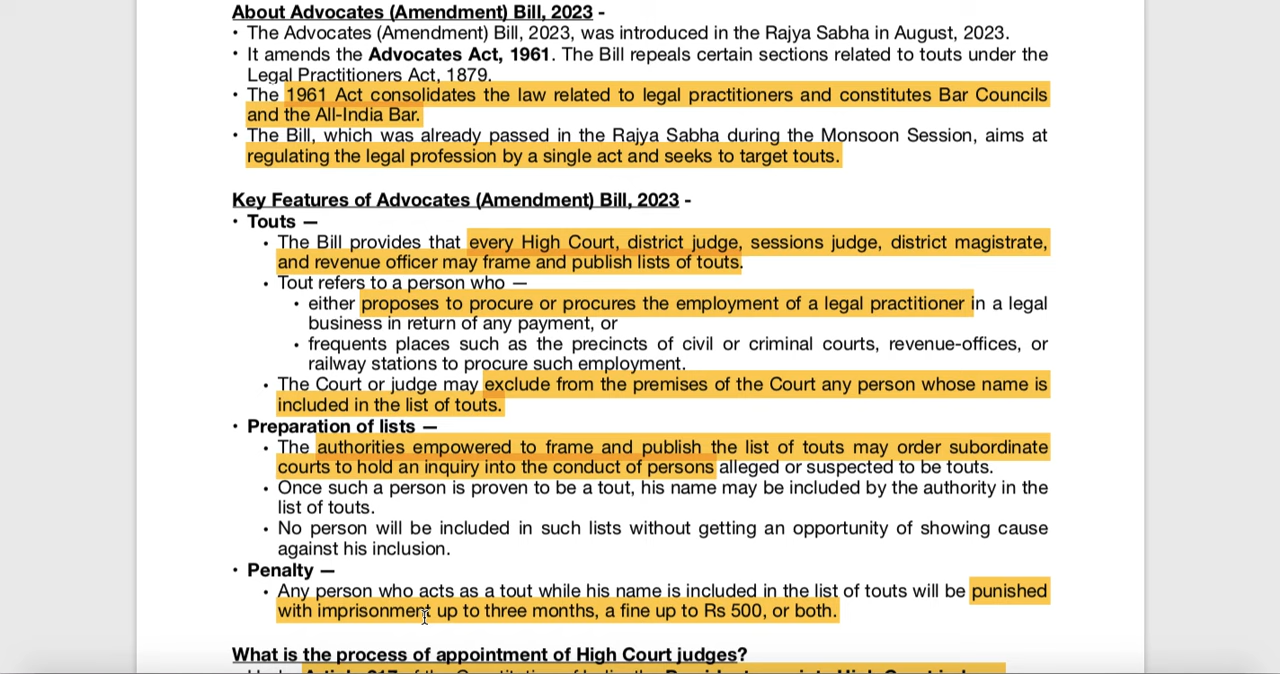 About Advocates (Amendment) Bill, 2023 -
• The Advocates (Amendment) Bill, 2023, was introduced in the Rajya Sabha in August, 2023.
• It amends the Advocates Act, 1961. The Bill repeals certain sections related to touts under the
Legal Practitioners Act, 1879.
• The 1961 Act consolidates the law related to legal practitioners and constitutes Bar Councils
and the All-India Bar.
• The Bill, which was already passed in the Rajya Sabha during the Monsoon Session, aims at
regulating the legal profession by a single act and seeks to target touts.
Key Features of Advocates (Amendment) Bill, 2023 -
• Touts —
• The Bill provides that every High Court, district judge, sessions judge, district magistrate,
and revenue officer may frame and publish lists of touts.
• Tout refers to a person who —
• either proposes to procure or procures the employment of a legal practitioner in a legal
business in return of any payment, or
• frequents places such as the precincts of civil or criminal courts, revenue-offices, or
railway stations to procure such employment.
• The Court or judge may exclude from the premises of the Court any person whose name is
included in the list of touts.
• Preparation of lists —
• The authorities empowered to frame and publish the list of touts may order subordinate
courts to hold an inquiry into the conduct of persons alleged or suspected to be touts.
• Once such a person is proven to be a tout, his name may be included by the authority in the
list of touts.
• No person will be included in such lists without getting an opportunity of showing cause
against his inclusion.
• Penalty —
• Any person who acts as a tout while his name is included in the list of touts will be punished
with imprisonment up to three months, a fine up to Rs 500, or both.
What is the process of appointment of High Court judges?